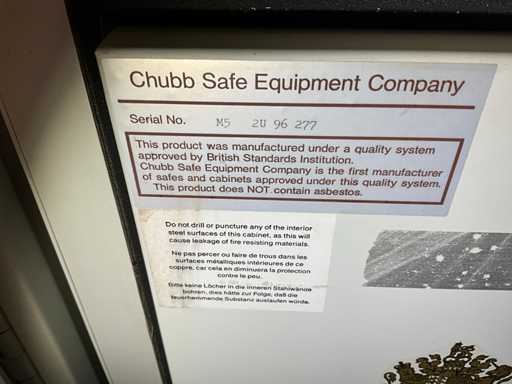 Chubb Safe Equipment Company
Serial No. M5 2U 96 277
This product was manufactured under a quality system
approved by British Standards Institution.
Chubb Safe Equipment Company is the first manufacturer
of safes and cabinets approved under this quality system.
This product does NOT contain asbestos.
Do not drill or puncture any of the interior
steel surfaces of this cabinet, as this will
cause leakage of fire resisting materials.
Ne pas percer ou faire de trous dans les
surfaces métalliques intérieures de ce
coppre, car cela en diminuera la protection
contre le peu.
Bitte keine Löcher in die inneren Stahlwände
bohren, dies hätte zur Folge, daß die
feuerhemmende Substanz auslaufen würde.